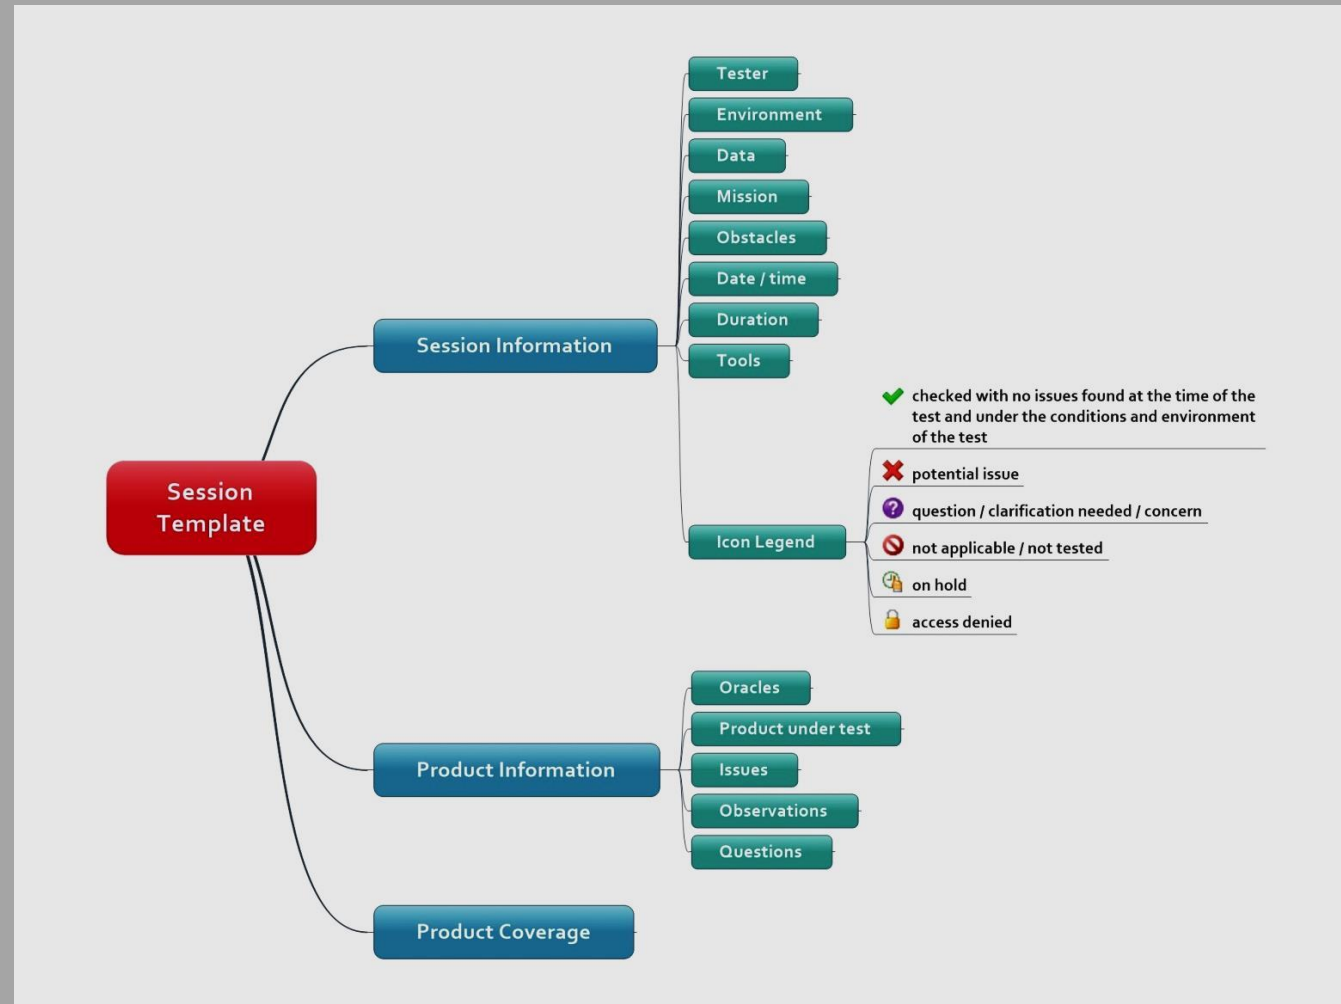 Tester
Environment
Data
Mission
Obstacles
Date / time
Duration
Tools
Session Information
checked with no issues found at the time of the
test and under the conditions and environment
of the test
potential issue
question / clarification needed / concern
not applicable / not tested
on hold
access denied
Icon Legend
Session
Template
Oracles
Product under test
Issues
Observations
Questions
Product Information
Product Coverage